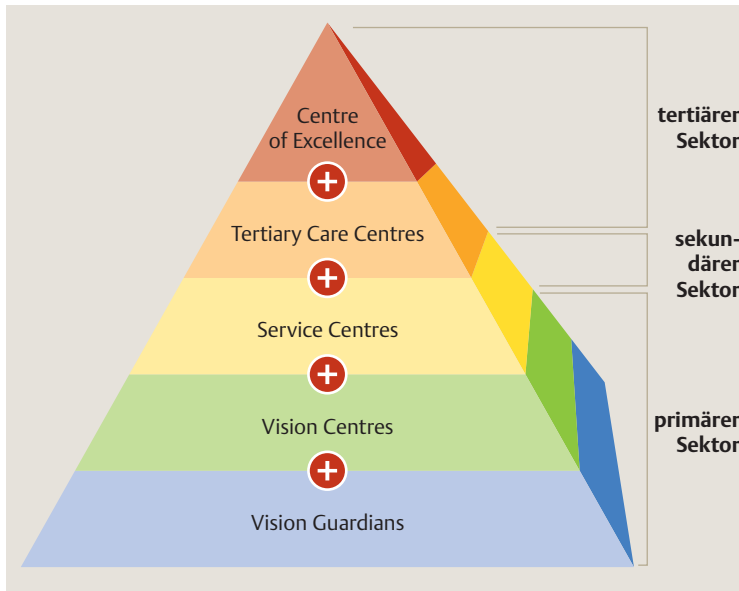 Centre
of Excellence
tertiären
Sektor
Tertiary Care Centres
sekun-
dären
Sektor
Service Centres
Vision Centres
primären
Sektor
Vision Guardians